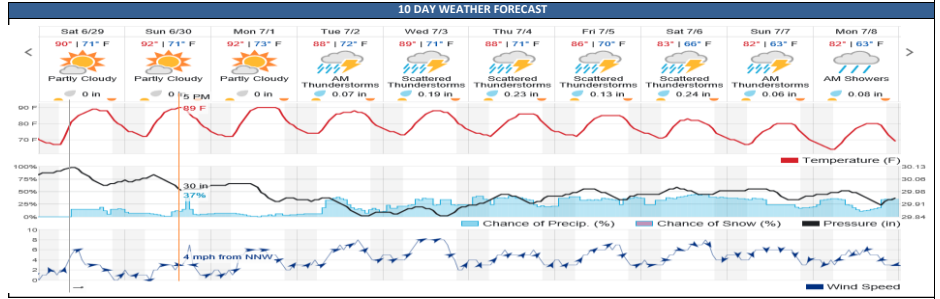 10 DAY WEATHER FORECAST
Sat 6/29 Sun 6/30 Mon 7/1 Tue 7/2 Wed 7/3 Thu 7/4 Fri 7/5 Sat 7/6 Sun 7/7 Mon 7/8
< 90° | 71° F 92° | 71° F 92° | 73° F 88° | 72° F 89° | 71° F 88° | 71° F 86° | 70° F 83° | 66° F 82° | 63° F 82° | 63° F >
Partly Cloudy Partly Cloudy Partly Cloudy AM Thunderstorms Scattered Thunderstorms Scattered Thunderstorms Scattered Thunderstorms Scattered Thunderstorms AM Thunderstorms AM Showers
0 in 0 in 0.07 in 0.19 in 0.23 in 0.13 in 0.24 in 0.06 in 0.08 in
5 PM
90 F 89 F
80 F
70 F
Temperature (F)
100% 30.13
75% 30.06
50% 30 in 29.98
25% 37% 29.91
0% 29.84
Chance of Precip. (%) Chance of Snow (%) Pressure (in)
10
8
6
4 4 mph from NNW
2
0
Wind Speed